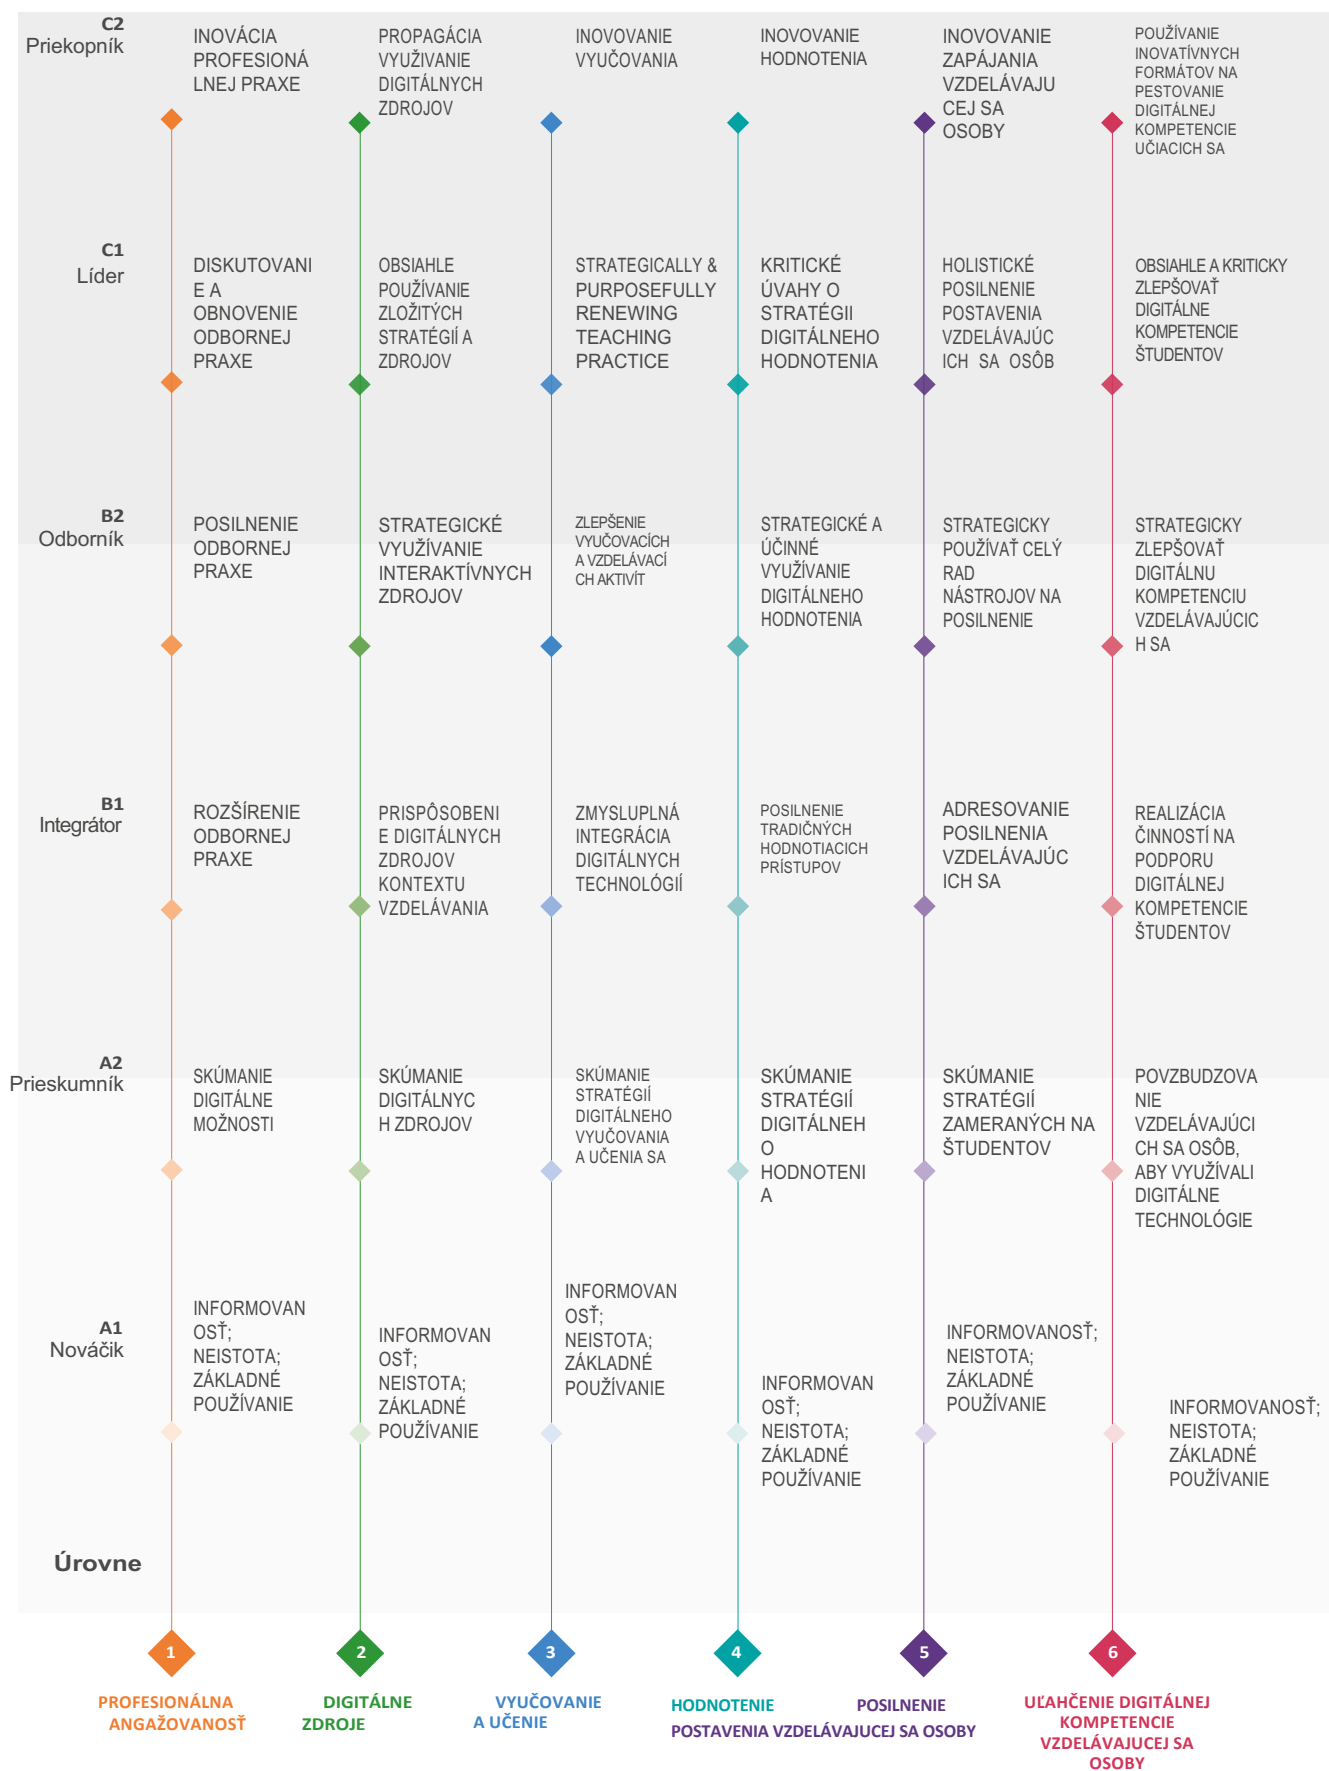 C2
Priekopník
INOVÁCIA
PROFESIONÁ
LNEJ PRAXE
PROPAGÁCIA
VYUŽIVANIE
DIGITÁLNYCH
ZDROJOV
INOVOVANIE
VYUČOVANIA
INOVOVANIE
HODNOTENIA
INOVOVANIE
ZAPÁJANIA
VZDELÁVAJU
CEJ SA
OSOBY
POUŽÍVANIE
INOVATÍVNYCH
FORMÁTOV NA
PESTOVANIE
DIGITÁLNEJ
KOMPETENCIE
UČIACICH SA
C1
Líder
DISKUTOVANI
E A
OBNOVENIE
ODBORNEJ
PRAXE
OBSIAHLE
POUŽÍVANIE
ZLOŽITÝCH
STRATÉGIÍ A
ZDROJOV
STRATEGICALLY &
PURPOSEFULLY
RENEWING
TEACHING
PRACTICE
KRITICKÉ
ÚVAHY O
STRATÉGII
DIGITÁLNEHO
HODNOTENIA
HOLISTICKÉ
POSILNENIE
POSTAVENIA
VZDELÁVAJÚC
ICH SA OSÔB
OBSIAHLE A KRITICKY
ZLEPŠOVAŤ
DIGITÁLNE
KOMPETENCIE
ŠTUDENTOV
B2
Odborník
POSILNENIE
ODBORNEJ
PRAXE
STRATEGICKÉ
VYUŽÍVANIE
INTERAKTÍVNYCH
ZDROJOV
ZLEPŠENIE
VYUČOVACÍCH
A VZDELÁVACÍ
CH AKTIVÍT
STRATEGICKÉ A
ÚČINNÉ
VYUŽÍVANIE
DIGITÁLNEHO
HODNOTENIA
STRATEGICKY
POUŽÍVAŤ CELÝ
RAD
NÁSTROJOV NA
POSILNENIE
STRATEGICKY
ZLEPŠOVAŤ
DIGITÁLNU
KOMPETENCIU
VZDELÁVAJÚCIC
H SA
B1
Integrátor
ROZŠÍRENIE
ODBORNEJ
PRAXE
PRISPÔSOBENI
E DIGITÁLNYCH
ZDROJOV
KONTEXTU
VZDELÁVANIA
ZMYSLUPLNÁ
INTEGRÁCIA
DIGITÁLNYCH
TECHNOLÓGIÍ
POSILNENIE
TRADIČNÝCH
HODNOTIACICH
PRÍSTUPOV
ADRESOVANIE
POSILNENIA
VZDELÁVAJÚC
ICH SA
REALIZÁCIA
ČINNOSTÍ NA
PODPORU
DIGITÁLNEJ
KOMPETENCIE
ŠTUDENTOV
A2
Prieskumník
SKÚMANIE
DIGITÁLNE
MOŽNOSTI
SKÚMANIE
DIGITÁLNYC
H ZDROJOV
SKÚMANIE
STRATÉGIÍ
DIGITÁLNEHO
VYUČOVANIA
A UČENIA SA
SKÚMANIE
STRATÉGIÍ
DIGITÁLNEH
O
HODNOTENI
A
SKÚMANIE
STRATÉGIÍ
ZAMERANÝCH NA
ŠTUDENTOV
POVZBUDZOVA
NIE
VZDELÁVAJÚCI
CH SA OSÔB,
ABY VYUŽÍVALI
DIGITÁLNE
TECHNOLÓGIE
A1
Nováčik
INFORMOVAN
OSŤ;
NEISTOTA;
ZÁKLADNÉ
POUŽÍVANIE
INFORMOVAN
OSŤ;
NEISTOTA;
ZÁKLADNÉ
POUŽÍVANIE
INFORMOVAN
OSŤ;
NEISTOTA;
ZÁKLADNÉ
POUŽÍVANIE
INFORMOVAN
OSŤ;
NEISTOTA;
ZÁKLADNÉ
POUŽÍVANIE
INFORMOVANOSŤ;
NEISTOTA;
ZÁKLADNÉ
POUŽÍVANIE
INFORMOVANOSŤ;
NEISTOTA;
ZÁKLADNÉ
POUŽÍVANIE
Úrovne
1
2
3
4
5
6
PROFESIONÁLNA
ANGAŽOVANOSŤ
DIGITÁLNE
ZDROJE
VYUČOVANIE
A UČENIE
HODNOTENIE POSILNENIE
POSTAVENIA VZDELÁVAJUCEJ SA OSOBY
UĽAHČENIE DIGITÁLNEJ
KOMPETENCIE
VZDELÁVAJUCEJ SA
OSOBY